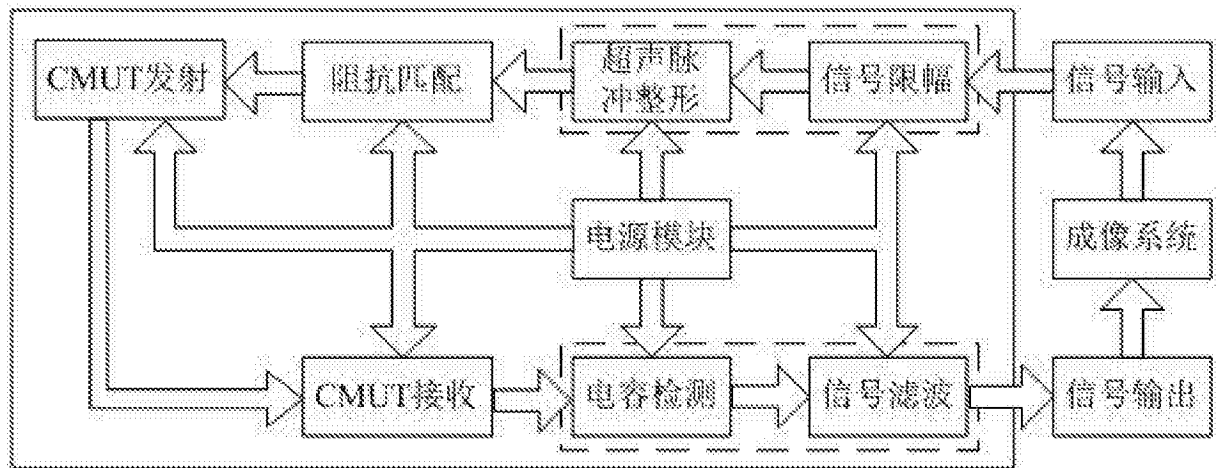 CMUT发射
阻抗匹配
超声脉
冲整形
信号限幅
信号输入
电源模块
成像系统
CMUT接收
电容检测
信号滤波
信号输出